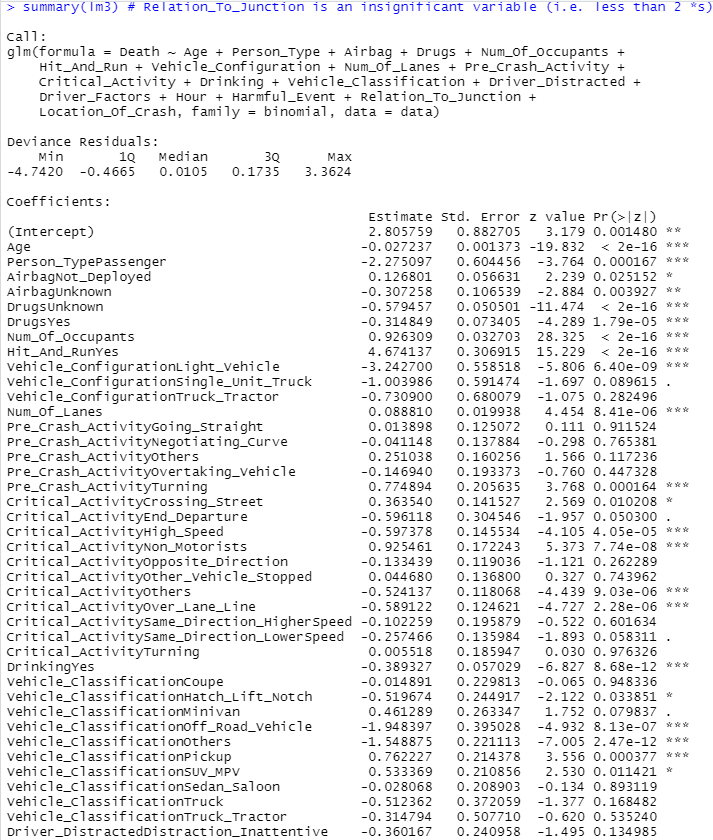 > summary(lm3) # Relation_To_Junction is an insignificant variable (i.e. less than 2 *s)
Call:
glm(formula = Death ~ Age + Person_Type + Airbag + Drugs + Num_Of_Occupants +
Hit_And_Run + Vehicle_Configuration + Num_Of_Lanes + Pre_Crash_Activity +
Critical_Activity + Drinking + Vehicle_Classification + Driver_Distracted +
Driver_Factors + Hour + Harmful_Event + Relation_To_Junction +
Location_Of_Crash, family = binomial, data = data)
Deviance Residuals:
Min 1Q Median 3Q Max
-4.7420 -0.4665 0.0105 0.1735 3.3624
Coefficients:
Estimate Std. Error z value Pr(>|z|)
(Intercept) 2.805759 0.882705 3.179 0.001480 **
Age -0.027237 0.001373 -19.832 < 2e-16 ***
Person_TypePassenger -2.275097 0.604456 -3.764 0.000167 ***
AirbagNot_Deployed 0.126801 0.056631 2.239 0.025152 *
AirbagUnknown -0.307258 0.106539 -2.884 0.003927 **
DrugsUnknown -0.579457 0.050501 -11.474 < 2e-16 ***
DrugsYes -0.314849 0.073405 -4.289 1.79e-05 ***
Num_Of_Occupants 0.926309 0.032703 28.325 < 2e-16 ***
Hit_And_RunYes 4.674137 0.306915 15.229 < 2e-16 ***
Vehicle_ConfigurationLight_Vehicle -3.242700 0.558518 -5.806 6.40e-09 ***
Vehicle_ConfigurationSingle_Unit_Truck -1.003986 0.591474 -1.697 0.089615 .
Vehicle_ConfigurationTruck_Tractor -0.730900 0.680079 -1.075 0.282496
Num_Of_Lanes 0.088810 0.019938 4.454 8.41e-06 ***
Pre_Crash_ActivityGoing_Straight 0.013898 0.125072 0.111 0.911524
Pre_Crash_ActivityNegotiating_Curve -0.041148 0.137884 -0.298 0.765381
Pre_Crash_ActivityOthers 0.251038 0.160256 1.566 0.117236
Pre_Crash_ActivityOvertaking_Vehicle -0.146940 0.193373 -0.760 0.447328
Pre_Crash_ActivityTurning 0.774894 0.205635 3.768 0.000164 ***
Critical_ActivityCrossing_Street 0.363540 0.141527 2.569 0.010208 *
Critical_ActivityEnd_Departure -0.596118 0.304546 -1.957 0.050300 .
Critical_ActivityHigh_Speed -0.597378 0.145534 -4.105 4.05e-05 ***
Critical_ActivityNon_Motorists 0.925461 0.172243 5.373 7.74e-08 ***
Critical_ActivityOpposite_Direction -0.133439 0.119036 -1.121 0.262289
Critical_ActivityOther_Vehicle_Stopped 0.044680 0.136800 0.327 0.743962
Critical_ActivityOthers -0.524137 0.118068 -4.439 9.03e-06 ***
Critical_ActivityOver_Lane_Line -0.589122 0.124621 -4.727 2.28e-06 ***
Critical_ActivitySame_Direction_HigherSpeed -0.102259 0.195879 -0.522 0.601634
Critical_ActivitySame_Direction_LowerSpeed -0.257466 0.135984 -1.893 0.058311 .
Critical_ActivityTurning 0.005518 0.185947 0.030 0.976326
DrinkingYes -0.389327 0.057029 -6.827 8.68e-12 ***
Vehicle_ClassificationCoupe -0.014891 0.229813 -0.065 0.948336
Vehicle_ClassificationHatch_Lift_Notch -0.519674 0.244917 -2.122 0.033851 *
Vehicle_ClassificationMinivan 0.461289 0.263347 1.752 0.079837 .
Vehicle_ClassificationOff_Road_Vehicle -1.948397 0.395028 -4.932 8.13e-07 ***
Vehicle_ClassificationOthers -1.548875 0.221113 -7.005 2.47e-12 ***
Vehicle_ClassificationPickup 0.762227 0.214378 3.556 0.000377 ***
Vehicle_ClassificationSUV_MPV 0.533369 0.210856 2.530 0.011421 *
Vehicle_ClassificationSedan_Saloon -0.028068 0.208903 -0.134 0.893119
Vehicle_ClassificationTruck -0.512362 0.372059 -1.377 0.168482
Vehicle_ClassificationTruck_Tractor -0.314794 0.507710 -0.620 0.535240
Driver_DistractedDistraction_Inattentive -0.360167 0.240958 -1.495 0.134985